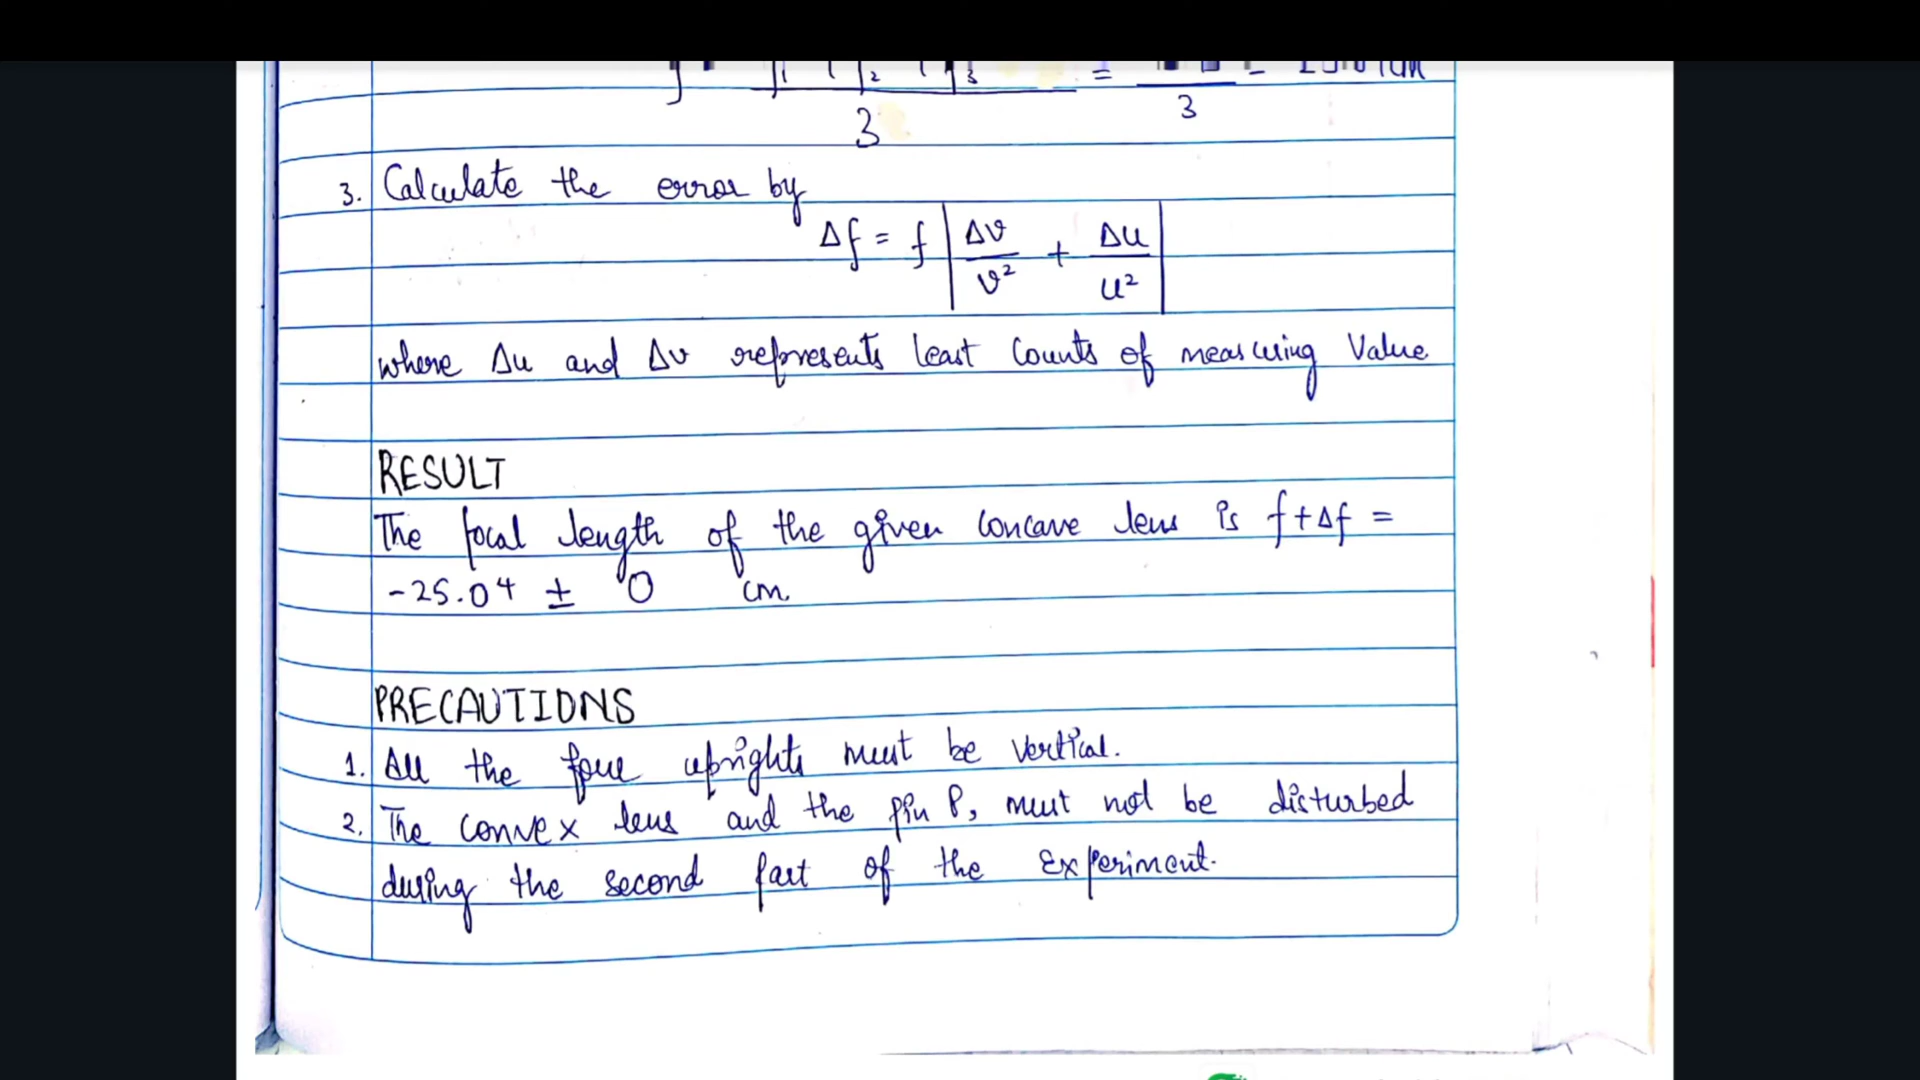 3
3
3. Calculate the error by
Δf = f | Δv/v² + Δu/u² |
where Δu and Δv represents least counts of measuring value
RESULT
The focal length of the given concave lens is f+Δf =
-25.04 ± 0 cm
PRECAUTIONS
1. All the four uprights must be vertical.
2. The convex lens and the pin P, must not be disturbed
during the second part of the experiment.